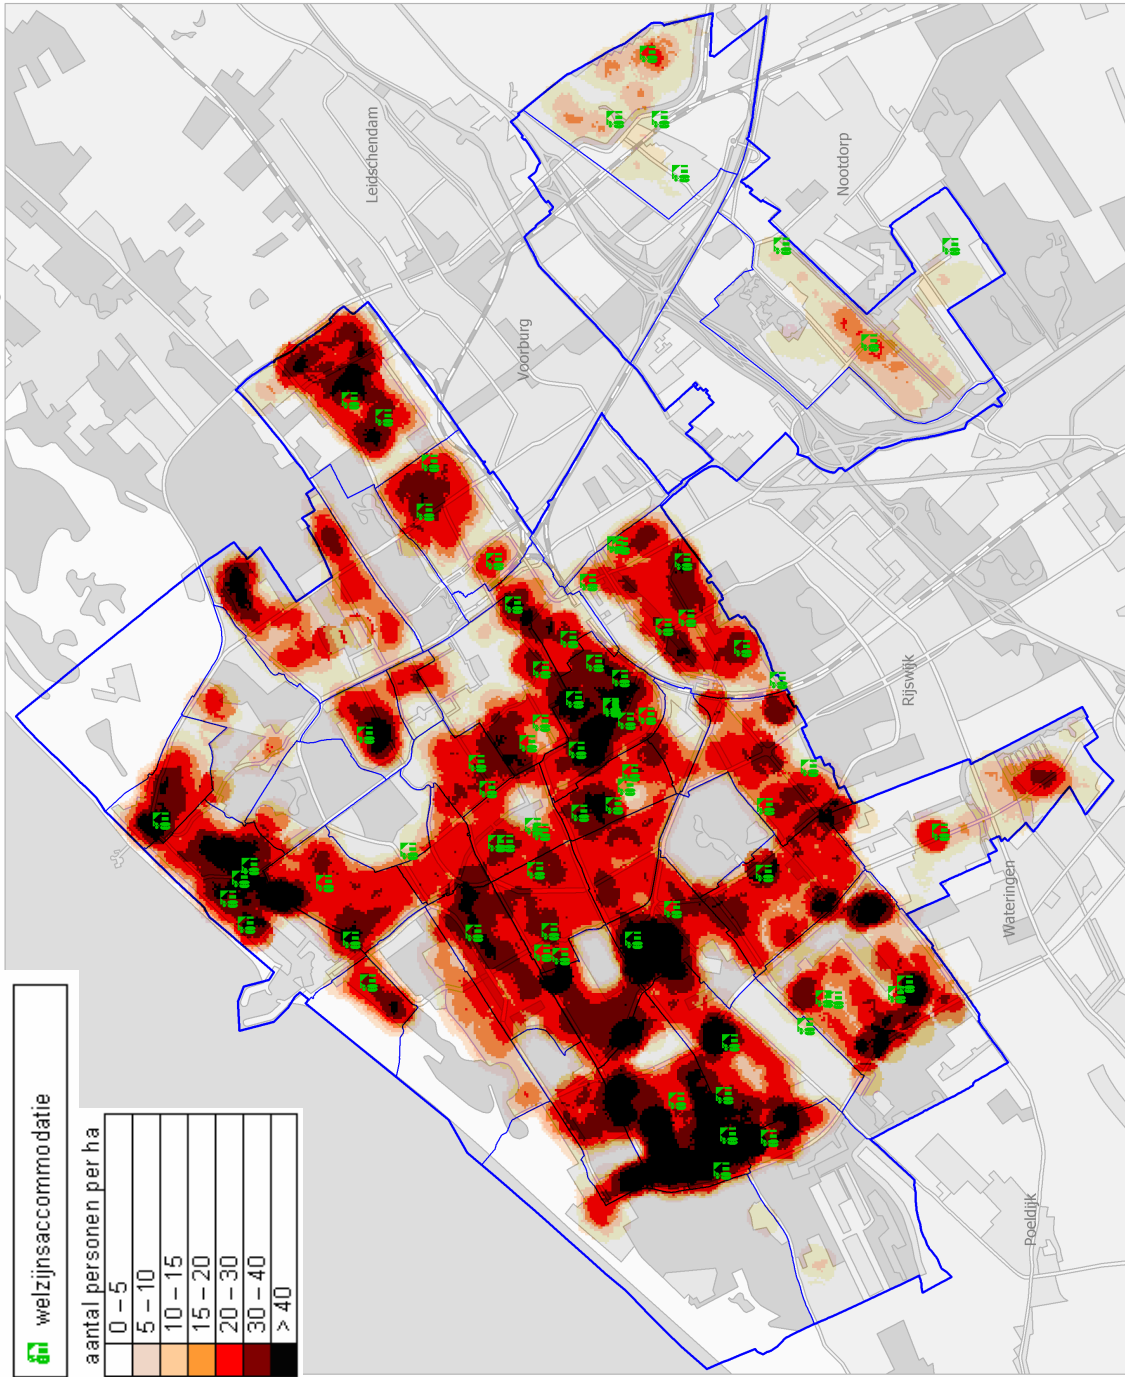 welzijnsaccommodatie
aantal personen per ha
0 – 5
5 – 10
10 – 15
15 – 20
20 – 30
30 – 40
> 40
Leidschendam
Voorburg
Nootdorp
Rijswijk
Wateringen
Poeldijk